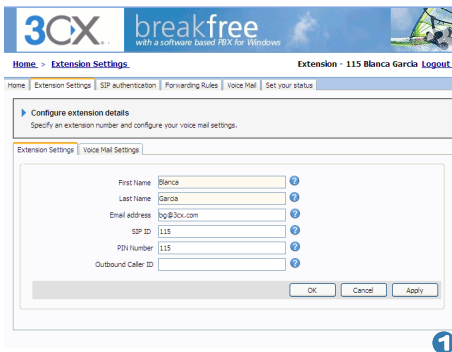 3CX
breakfree
with a software based PBX for Windows
Home > Extension Settings
Extension - 115 Blanca Garcia Logout
Home Extension Settings SIP authentication Forwarding Rules Voice Mail Set your status
Configure extension details
Specify an extension number and configure your voice mail settings.
Extension Settings Voice Mail Settings
First Name Blanca ?
Last Name Garcia ?
Email address bg@3cx.com ?
SIP ID 115 ?
PIN Number 115 ?
Outbound Caller ID ?
OK Cancel Apply
1